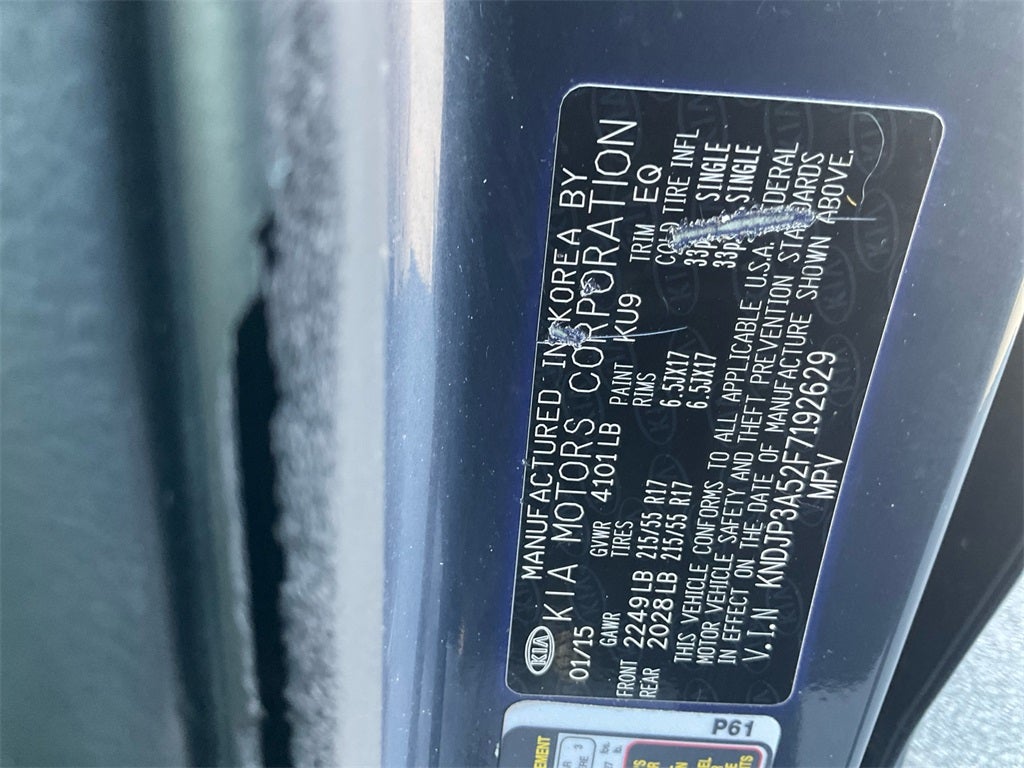 KIA
MANUFACTURED IN KOREA BY
KIA MOTORS CORPORATION
01/15 GVWR 4101LB PAINT KU9 TRIM EQ
GAWR TIRES RIMS COLD TIRE INFL
FRONT 2249LB 215/55 R17 6.5JX17 SINGLE
REAR 2028LB 215/55 R17 6.5JX17 SINGLE
THIS VEHICLE CONFORMS TO ALL APPLICABLE U.S.A.
MOTOR VEHICLE SAFETY AND THEFT PREVENTION
IN EFFECT ON THE DATE OF MANUFACTURE SHOWN ABOVE.
V.I.N KNDJP3A52F7192629
MPV
P61